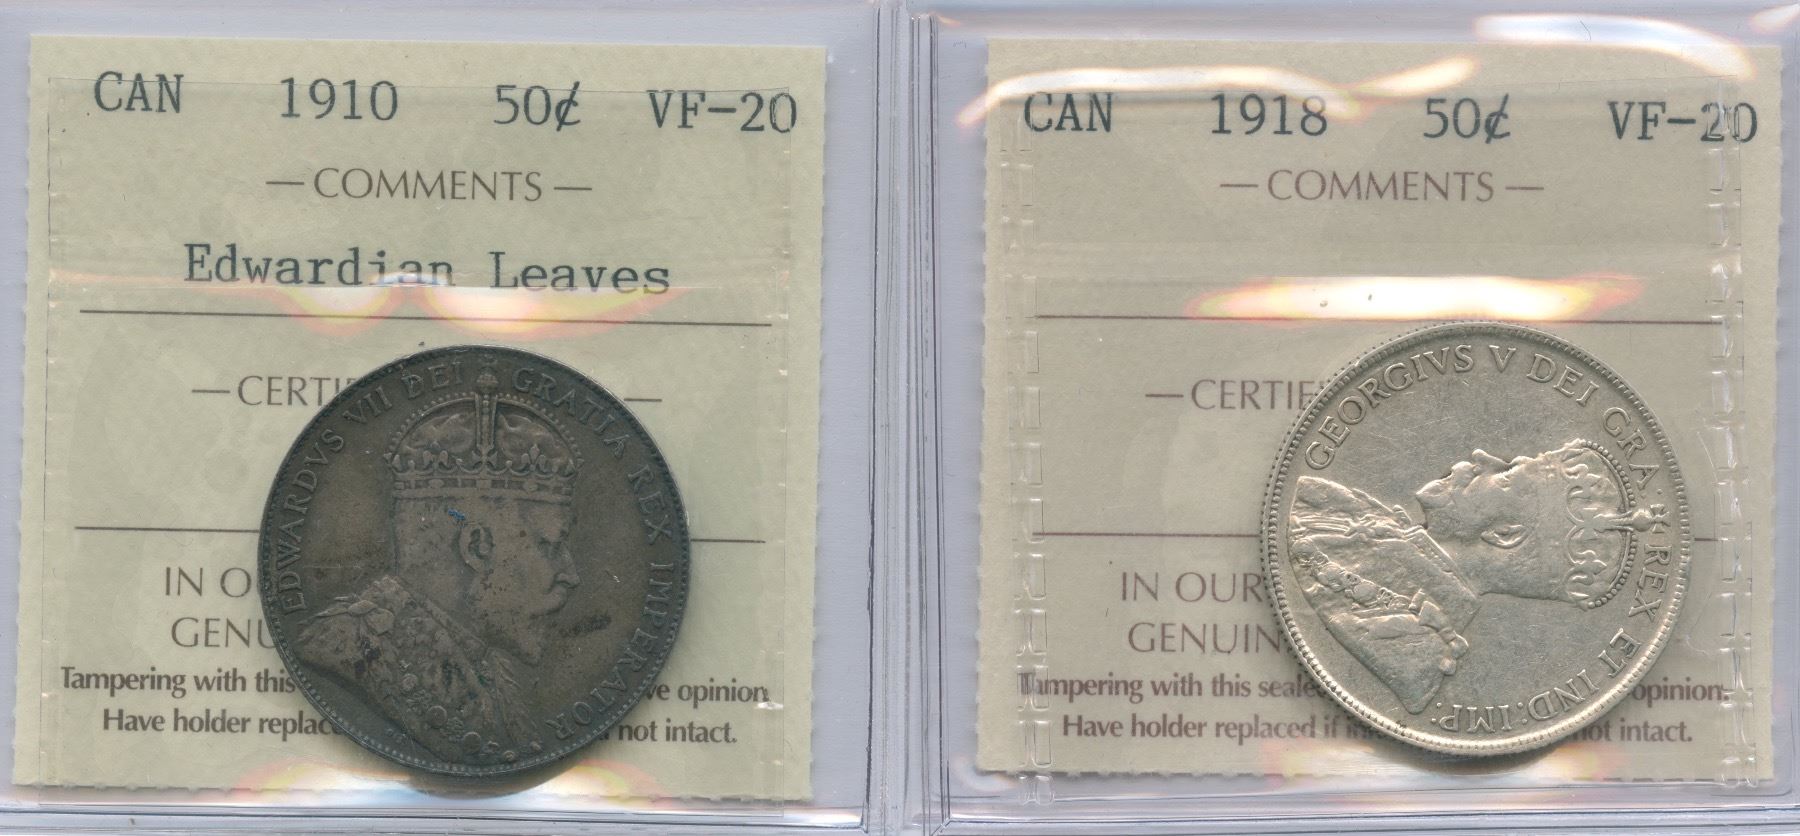 CAN 1910 50¢ VF-20
— COMMENTS —
Edwardian Leaves
— CERTI
IN O
GENU
Tampering with this ve opinion
Have holder replac not intact.
EDWARDVS VII DEI GRATIA REX IMPERATOR
CAN 1918 50¢ VF-20
— COMMENTS —
— CERTIF
IN OUR
GENUIN
Tampering with this seale opinion.
Have holder replaced if in not intact.
GEORGIVS V DEI GRA: REX ET IND: IMP: